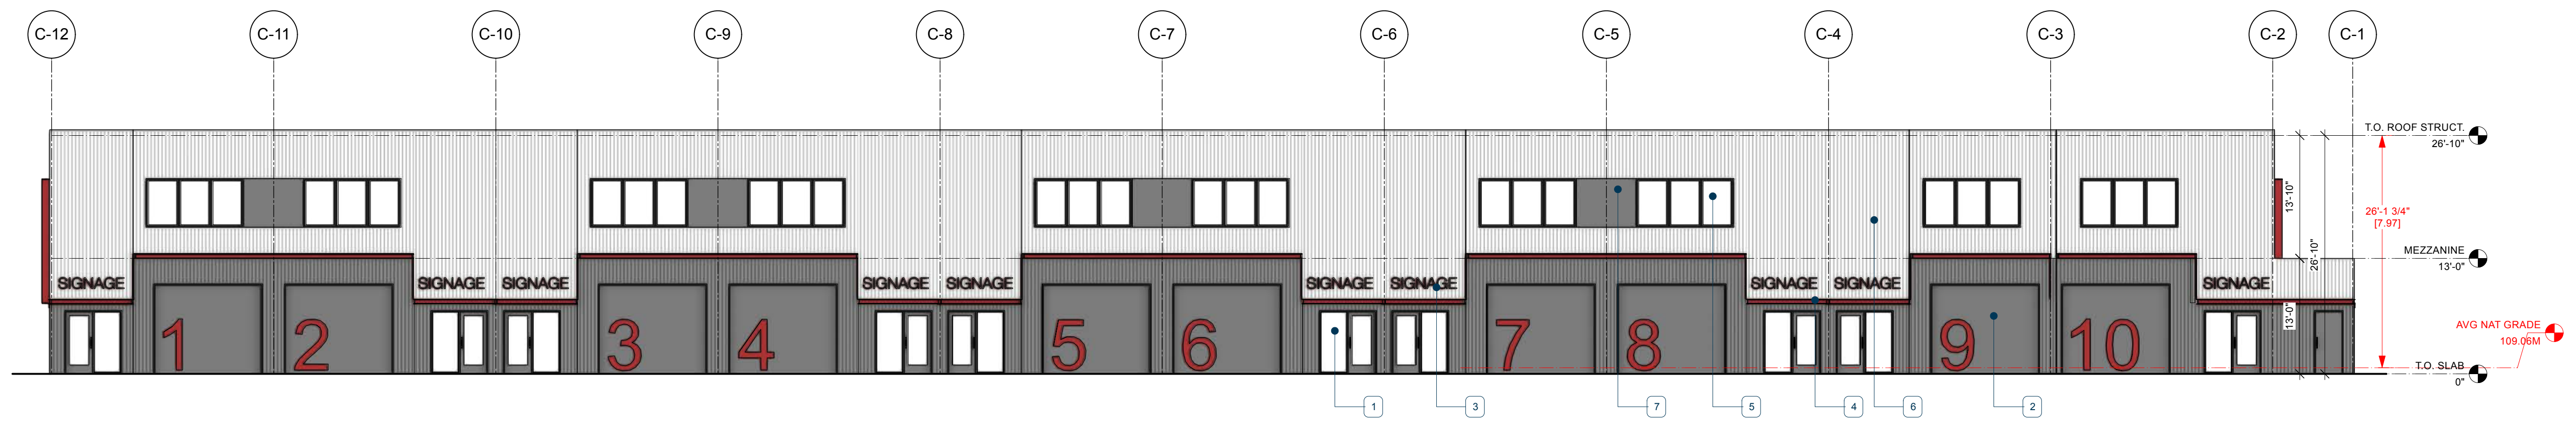 C-12 C-11 C-10 C-9 C-8 C-7 C-6 C-5 C-4 C-3 C-2 C-1
T.O. ROOF STRUCT.
26'-10"
13'-10"
26'-1 3/4"
[7.97]
26'-10"
MEZZANINE
13'-0"
SIGNAGE SIGNAGE SIGNAGE SIGNAGE SIGNAGE SIGNAGE SIGNAGE SIGNAGE SIGNAGE SIGNAGE
13'-0"
1 2 3 4 5 6 7 8 9 10
AVG NAT GRADE
109.06M
T.O. SLAB
0"
1 3 7 5 4 6 2